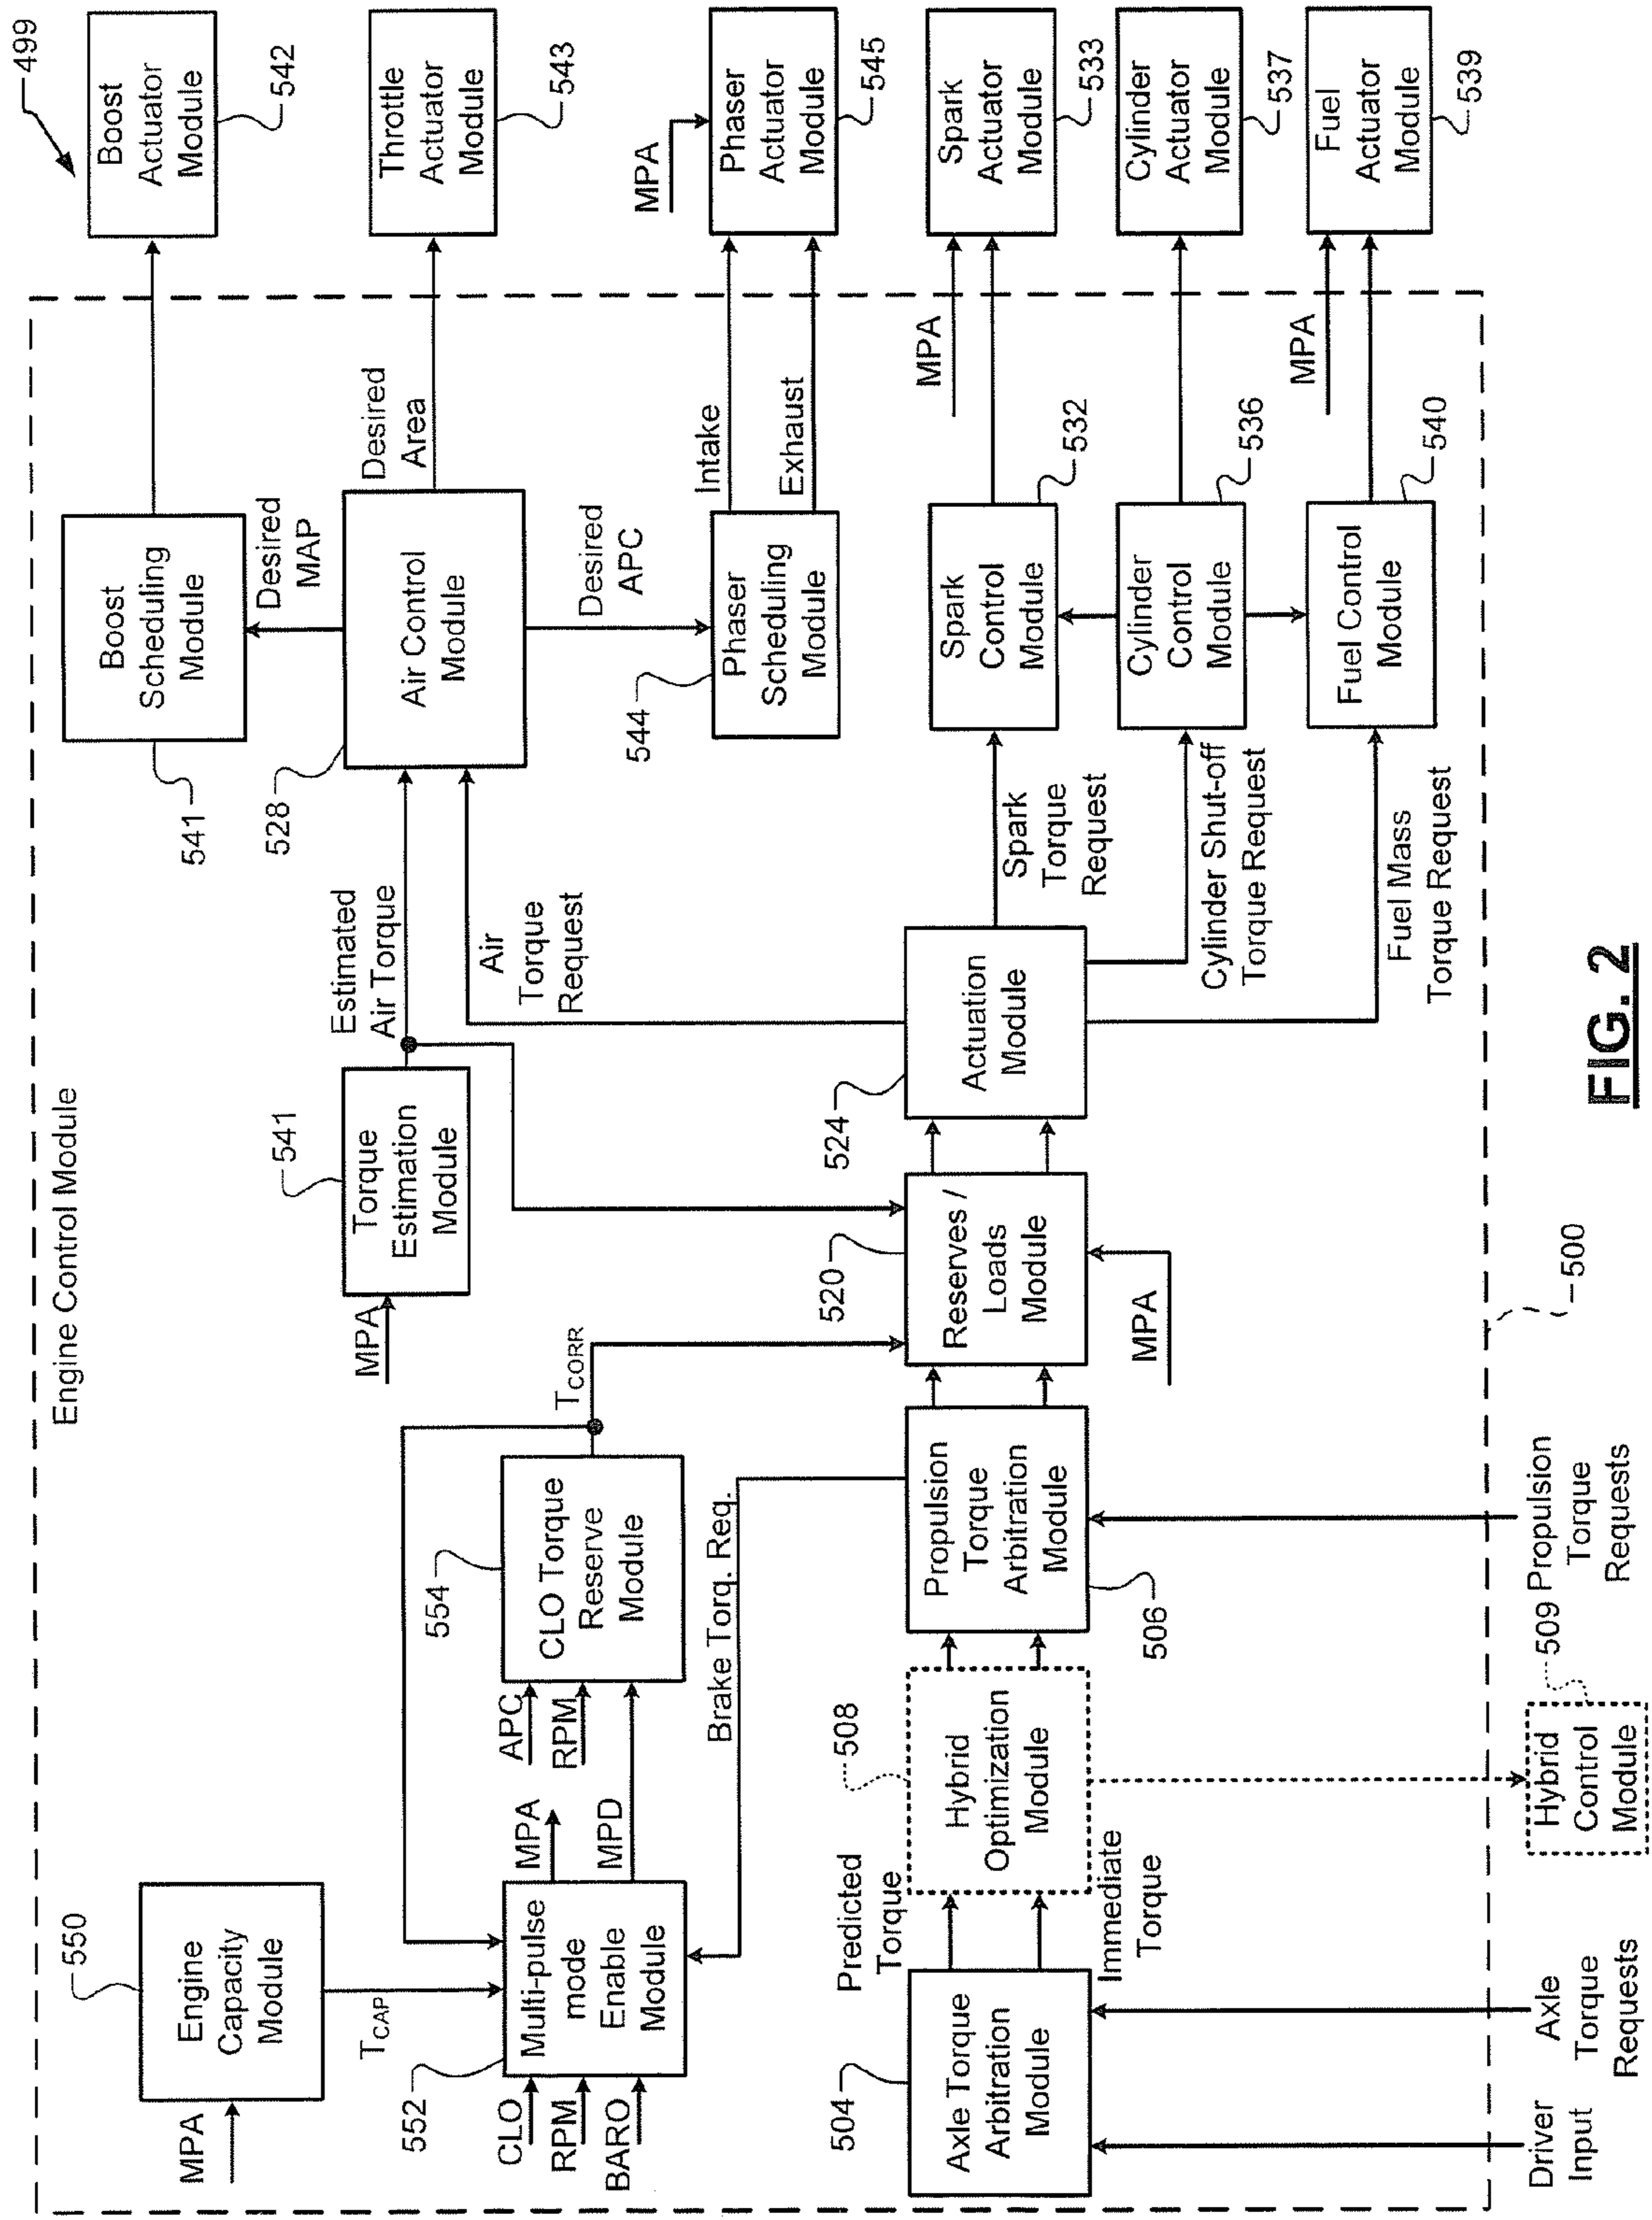 499
Engine Control Module
MPA
Engine
Capacity
Module
550
T_CAP
CLO
RPM
BARO
552
Multi-pulse
mode
Enable
Module
MPA
MPD
APC
RPM
554
CLO Torque
Reserve
Module
T_CORR
Brake Torq. Req.
MPA
Torque
Estimation
Module
541
Estimated
Air Torque
Air
Torque
Request
541
Boost
Scheduling
Module
Desired
MAP
528
Air Control
Module
Desired
Area
Desired
APC
544
Phaser
Scheduling
Module
Intake
Exhaust
Boost
Actuator
Module
542
Throttle
Actuator
Module
543
MPA
Phaser
Actuator
Module
545
504
Axle Torque
Arbitration
Module
Predicted
Torque
Immediate
Torque
508
Hybrid
Optimization
Module
Propulsion
Torque
Arbitration
Module
506
520
Reserves /
Loads
Module
MPA
524
Actuation
Module
Spark
Torque
Request
Cylinder Shut-off
Torque Request
Fuel Mass
Torque Request
Spark
Control
Module
532
Cylinder
Control
Module
536
Fuel Control
Module
540
MPA
Spark
Actuator
Module
533
Cylinder
Actuator
Module
537
MPA
Fuel
Actuator
Module
539
Driver
Input
Axle
Torque
Requests
Hybrid
Control
Module
509
Propulsion
Torque
Requests
500
FIG. 2